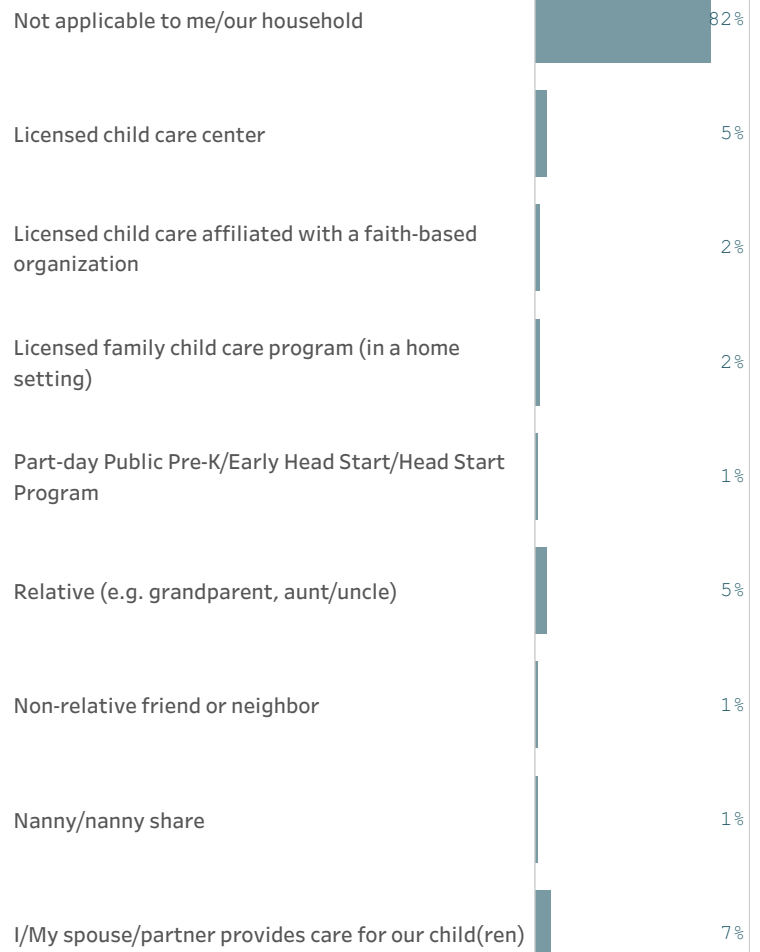 Not applicable to me/our household 82%
Licensed child care center 5%
Licensed child care affiliated with a faith-based
organization 2%
Licensed family child care program (in a home
setting) 2%
Part-day Public Pre-K/Early Head Start/Head Start
Program 1%
Relative (e.g. grandparent, aunt/uncle) 5%
Non-relative friend or neighbor 1%
Nanny/nanny share 1%
I/My spouse/partner provides care for our child(ren) 7%